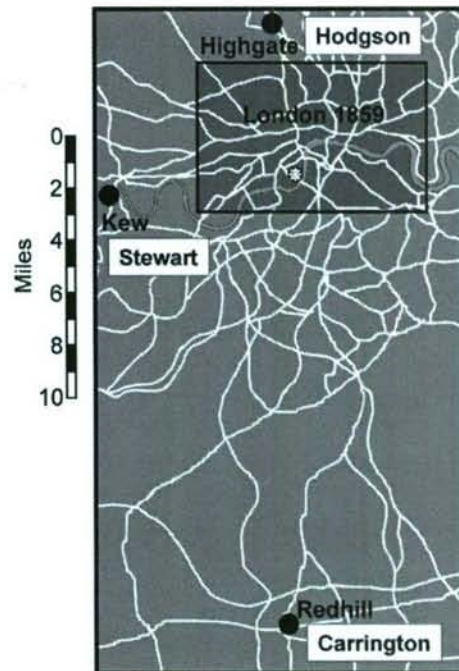 Highgate
Hodgson
London 1859
0
2
4
6
8
10
Miles
Kew
Stewart
Redhill
Carrington